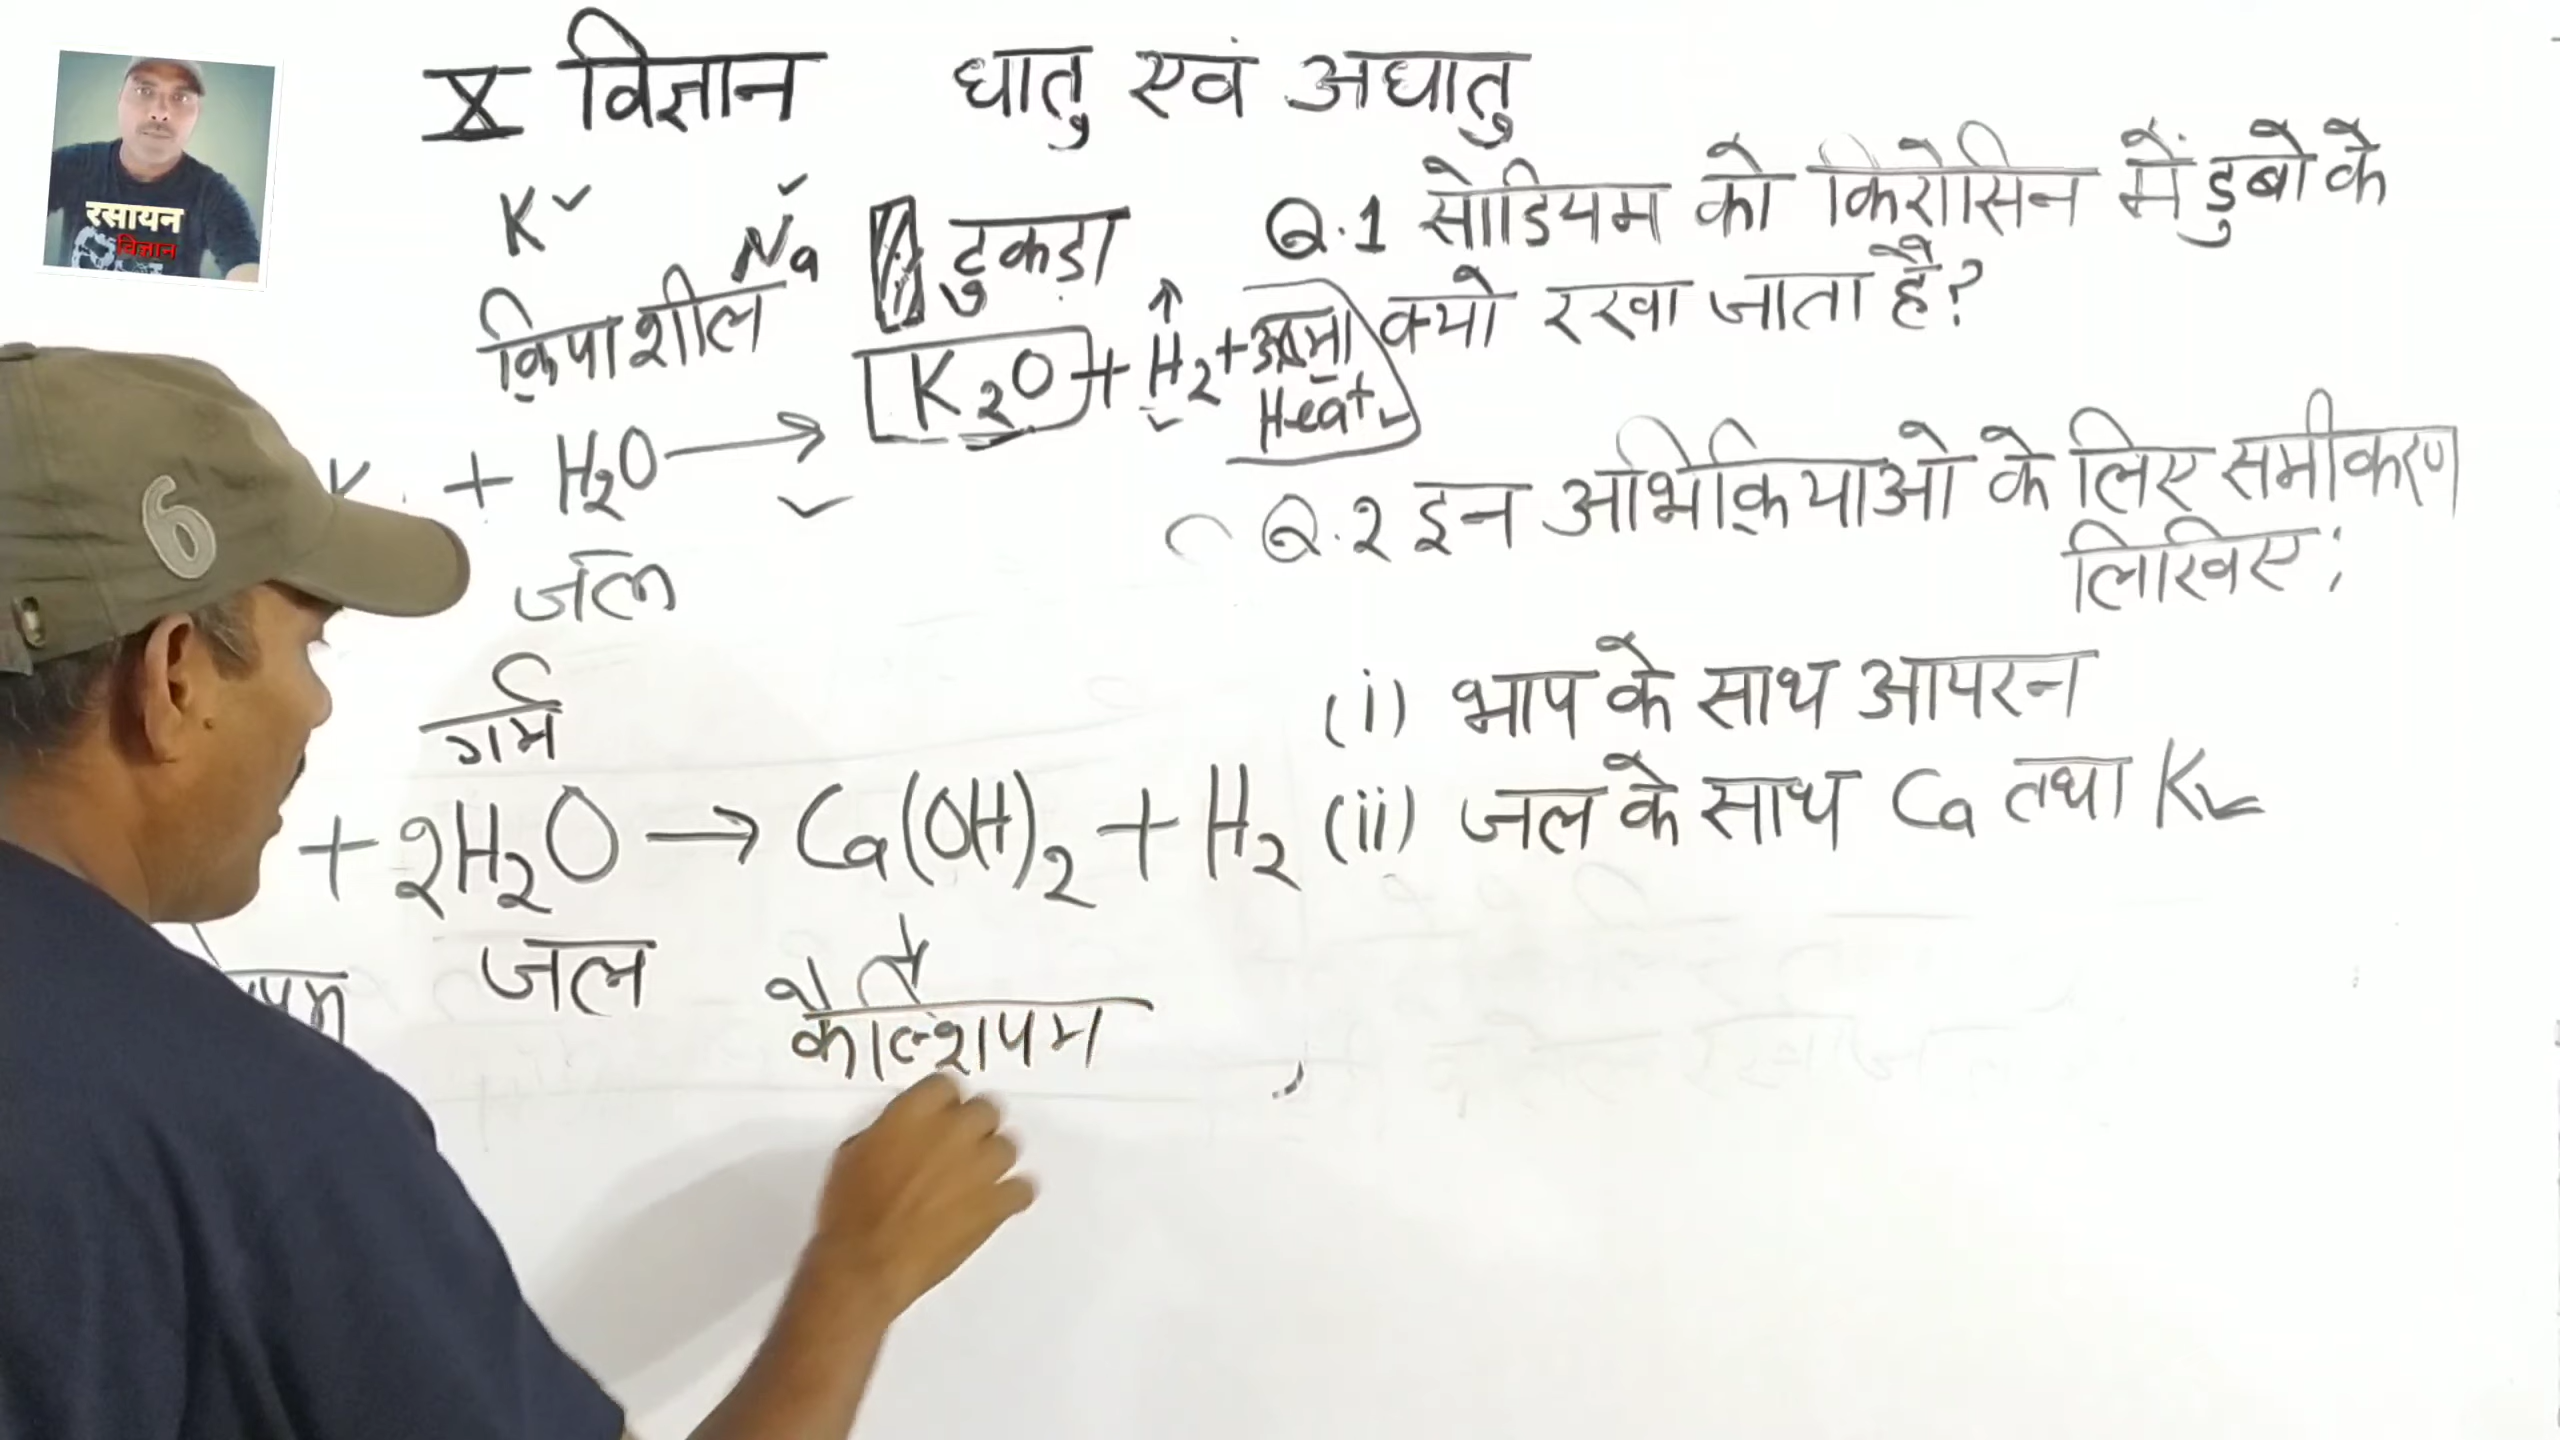 X विज्ञान धातु एवं अधातु
रसायन
विज्ञान
K ✓ Na ✓ टुकड़ा
क्रियाशील
Q.1 सोडियम को किरोसिन में डुबो के
क्यो रखा जाता है?
K + H₂O → K₂O + H₂ ↑ + ऊष्मा
Heat
जल
Q.2 इन अभिक्रियाओ के लिए समीकरण
लिखिए;
(i) भाप के साथ आयरन
(ii) जल के साथ Ca तथा K
गर्म
+ 2H₂O → Ca(OH)₂ + H₂
जल
कैल्शियम
6